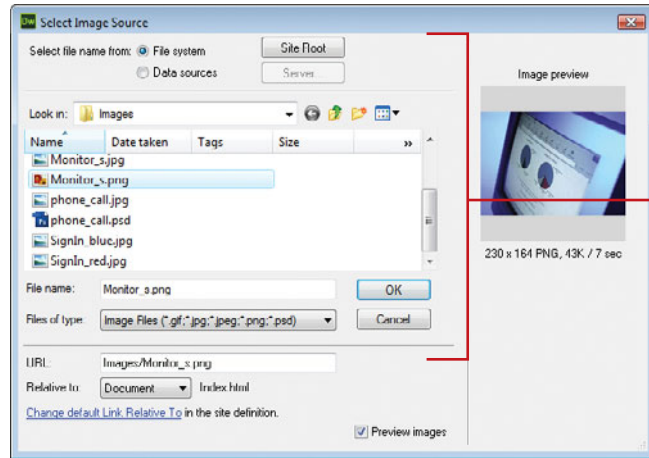 Dw Select Image Source
Select file name from: File system
Site Root
Data sources
Server...
Image preview
Look in: Images
Name Date taken Tags Size »
Monitor_s.jpg
Monitor_s.png
phone_call.jpg
phone_call.psd
SignIn_blue.jpg
SignIn_red.jpg
230 x 164 PNG, 43K / 7 sec
File name: Monitor_s.png
OK
Files of type: Image Files (*.gif;*.jpg;*.jpeg;*.png;*.psd)
Cancel
URL: Images/Monitor_s.png
Relative to: Document Index.html
Change default Link Relative To in the site definition.
Preview images